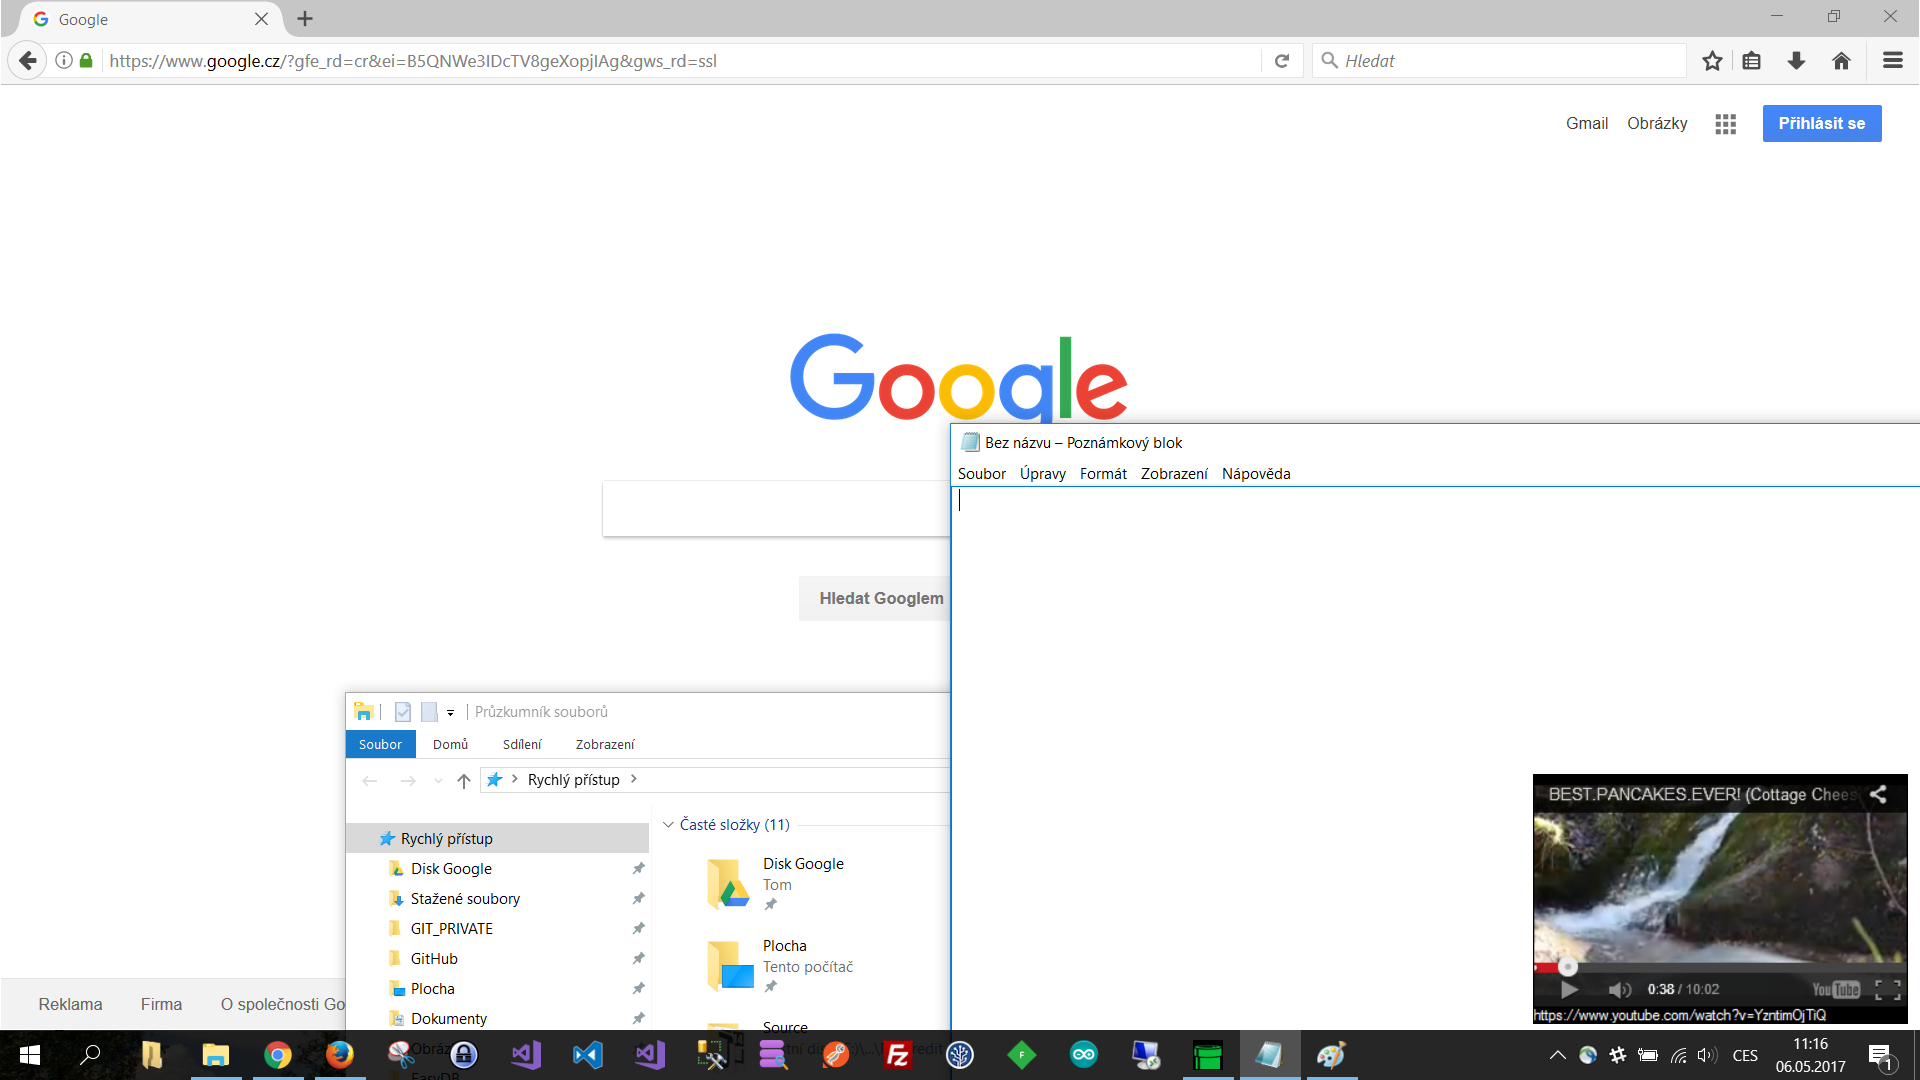 Google
https://www.google.cz/?gfe_rd=cr&ei=B5QNWe3IDcTV8geXopjIAg&gws_rd=ssl
Hledat
Gmail
Obrázky
Přihlásit se
Google
Bez názvu – Poznámkový blok
Soubor Úpravy Formát Zobrazení Nápověda
Hledat Googlem
Průzkumník souborů
Soubor Domů Sdílení Zobrazení
Rychlý přístup
Časté složky (11)
Rychlý přístup
Disk Google
Stažené soubory
GIT_PRIVATE
GitHub
Plocha
Dokumenty
Disk Google
Tom
Plocha
Tento počítač
Source
BEST.PANCAKES.EVER! (Cottage Chees
0:38 / 10:02
YouTube
https://www.youtube.com/watch?v=YzntimOjTiQ
Reklama
Firma
O společnosti Go
CES
11:16
06.05.2017
1